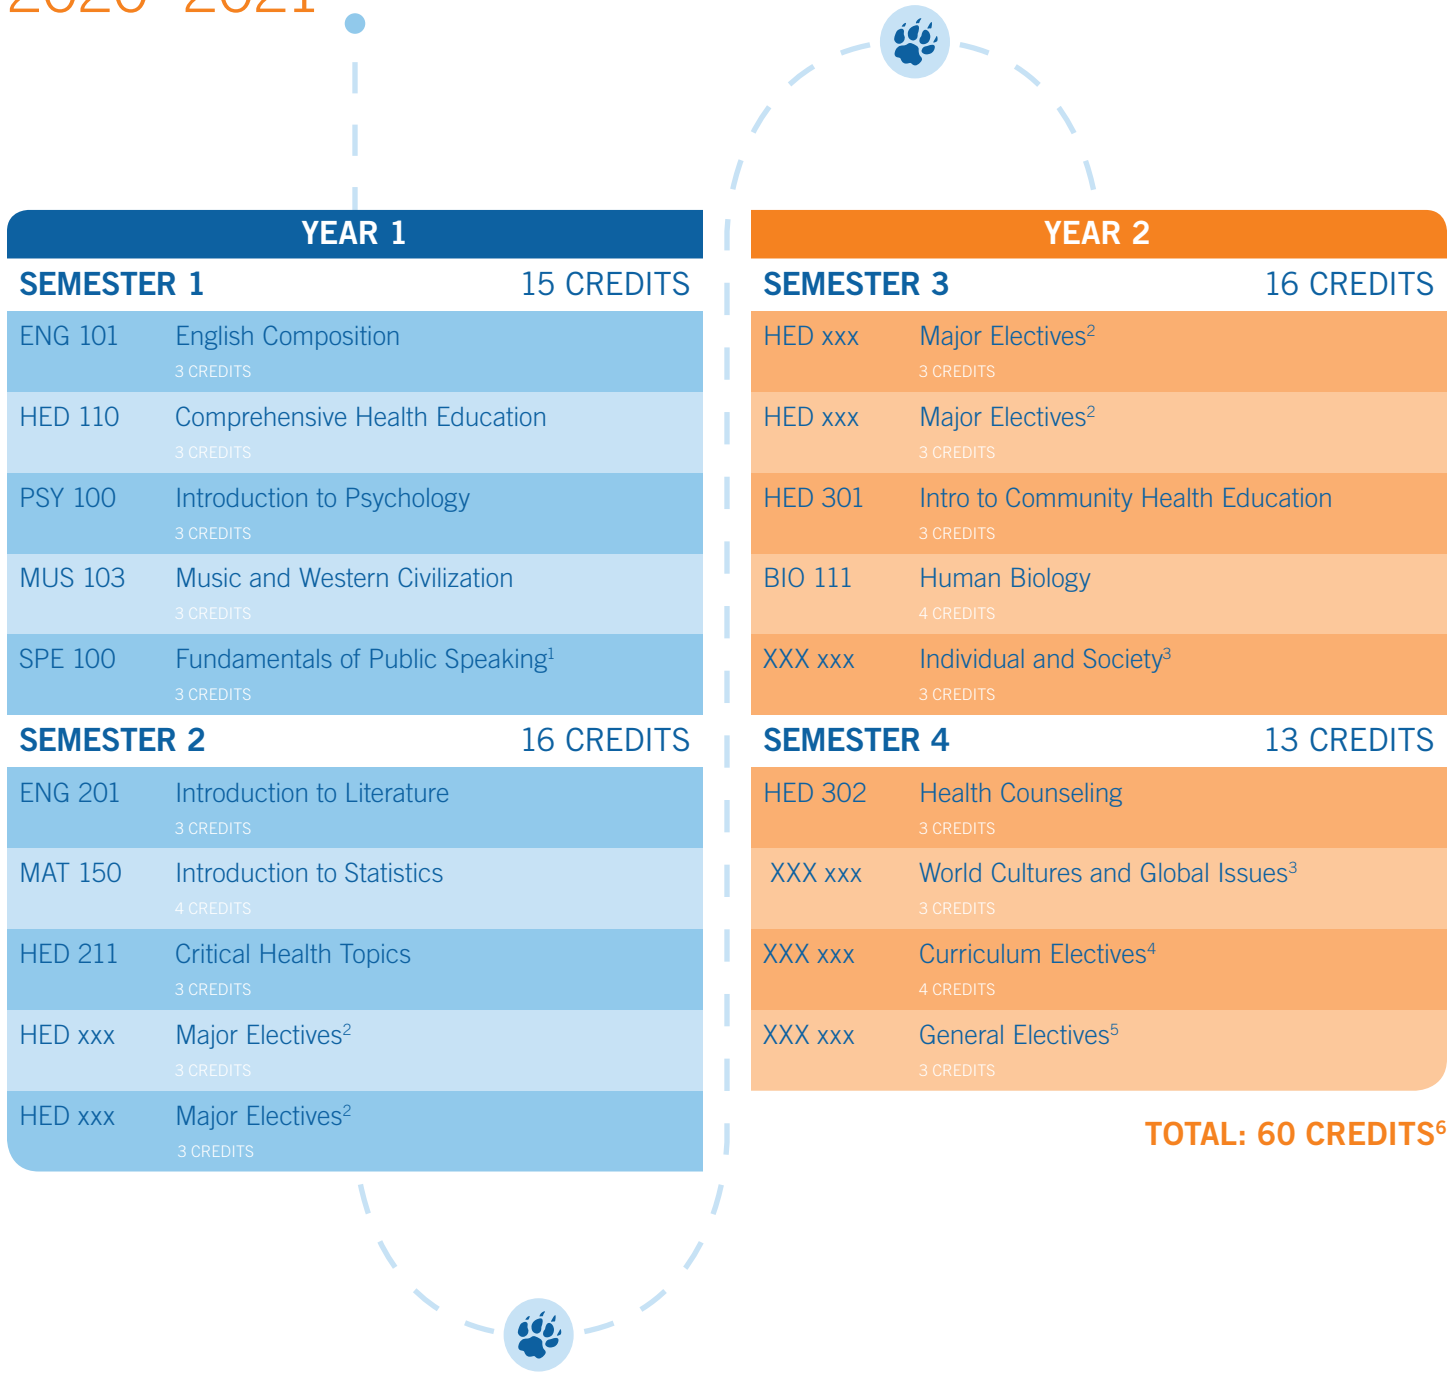 2020–2021
YEAR 1
SEMESTER 1 15 CREDITS
ENG 101 English Composition
3 CREDITS
HED 110 Comprehensive Health Education
3 CREDITS
PSY 100 Introduction to Psychology
3 CREDITS
MUS 103 Music and Western Civilization
3 CREDITS
SPE 100 Fundamentals of Public Speaking¹
3 CREDITS
SEMESTER 2 16 CREDITS
ENG 201 Introduction to Literature
3 CREDITS
MAT 150 Introduction to Statistics
4 CREDITS
HED 211 Critical Health Topics
3 CREDITS
HED xxx Major Electives²
3 CREDITS
HED xxx Major Electives²
3 CREDITS
YEAR 2
SEMESTER 3 16 CREDITS
HED xxx Major Electives²
3 CREDITS
HED xxx Major Electives²
3 CREDITS
HED 301 Intro to Community Health Education
3 CREDITS
BIO 111 Human Biology
4 CREDITS
XXX xxx Individual and Society³
3 CREDITS
SEMESTER 4 13 CREDITS
HED 302 Health Counseling
3 CREDITS
XXX xxx World Cultures and Global Issues³
3 CREDITS
XXX xxx Curriculum Electives⁴
4 CREDITS
XXX xxx General Electives⁵
3 CREDITS
TOTAL: 60 CREDITS⁶